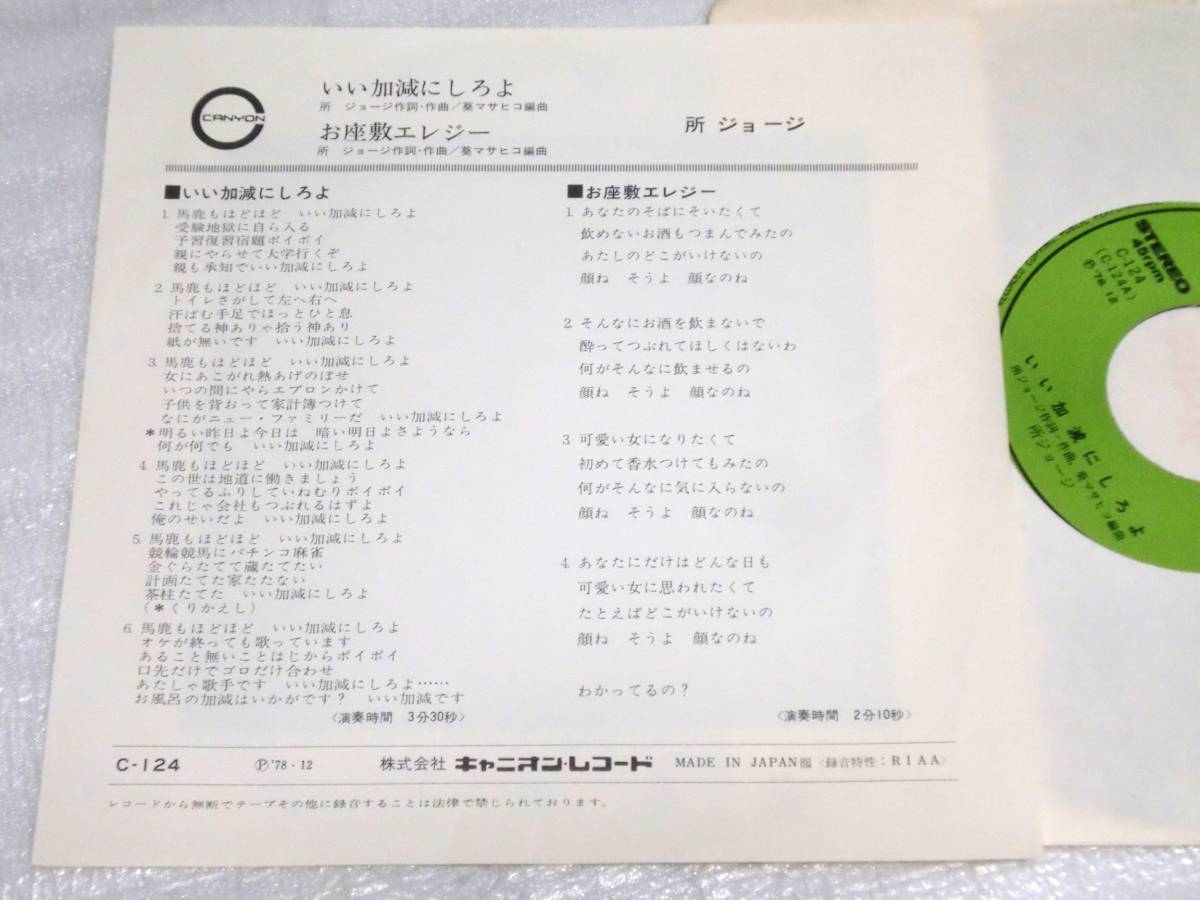 CANYON
いい加減にしろよ
所 ジョージ作詞・作曲/葵マサヒコ編曲
お座敷エレジー
所 ジョージ作詞・作曲/葵マサヒコ編曲
所 ジョージ
■いい加減にしろよ
1. 馬鹿もほどほど いい加減にしろよ
受験地獄に自ら入る
予習復習宿題ポイポイ
親にやらせて大学行くぞ
親も承知でいい加減にしろよ
2. 馬鹿もほどほど いい加減にしろよ
トイレさがして左へ右へ
汗ばむ手足でほっとひと息
捨てる神ありゃ拾う神あり
紙が無いです いい加減にしろよ
3. 馬鹿もほどほど いい加減にしろよ
女にあこがれ熱あげのぼせ
いつの間にやらエプロンかけて
子供を背おって家計簿つけて
なにがニュー・ファミリーだ いい加減にしろよ
*明るい昨日よ今日は 暗い明日よさようなら
何が何でも いい加減にしろよ
4. 馬鹿もほどほど いい加減にしろよ
この世は地道に働きましょう
やってるふりしていねむりポイポイ
これじゃ会社もつぶれるはずよ
俺のせいだよ いい加減にしろよ
5. 馬鹿もほどほど いい加減にしろよ
競輪競馬にパチンコ麻雀
金ぐらたてて蔵たてたい
計画たてた家たたない
茶柱たてた いい加減にしろよ
(*くりかえし)
6. 馬鹿もほどほど いい加減にしろよ
オケが終っても歌っています
あること無いことはじからポイポイ
口先だけでゴロだけ合わせ
あたしゃ歌手です いい加減にしろよ……
お風呂の加減はいかがです? いい加減です
〈演奏時間 3分30秒〉
■お座敷エレジー
1. あなたのそばにそいたくて
飲めないお酒もつまんでみたの
あたしのどこがいけないの
顔ね そうよ 顔なのね
2. そんなにお酒を飲まないで
酔ってつぶれてほしくはないわ
何がそんなに飲ませるの
顔ね そうよ 顔なのね
3. 可愛い女になりたくて
初めて香水つけてもみたの
何がそんなに気に入らないの
顔ね そうよ 顔なのね
4. あなたにだけはどんな日も
可愛い女に思われたくて
たとえばどこがいけないの
顔ね そうよ 顔なのね
わかってるの?
〈演奏時間 2分10秒〉
C-124 Ⓟ'78・12 株式会社 キャニオン・レコード MADE IN JAPAN 〈録音特性:RIAA〉
レコードから無断でテープその他に録音することは法律で禁じられております。
STEREO
45rpm
C-124
(C-124A)
Ⓟ'78.12
いい加減にしろよ
所ジョージ作詞・作曲、葵マサヒコ編曲
所ジョージ